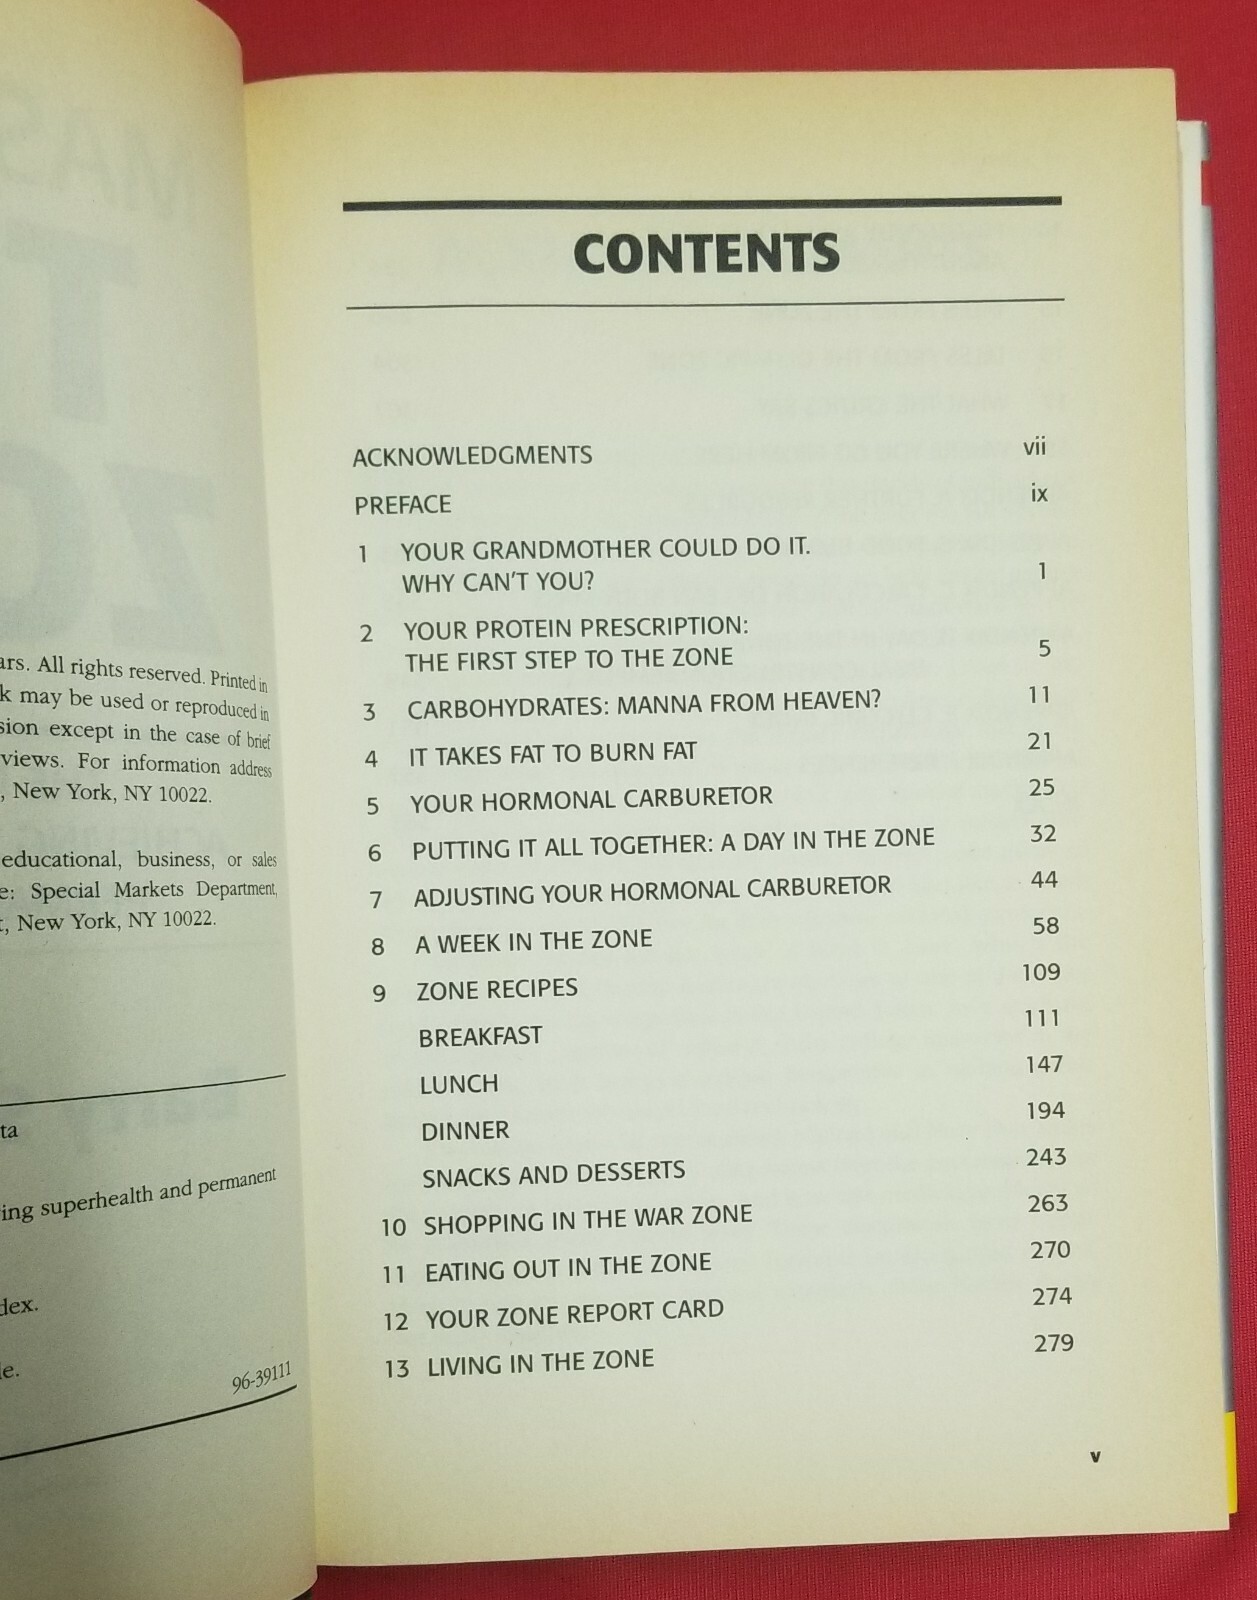 ars. All rights reserved. Printed in
k may be used or reproduced in
sion except in the case of brief
views. For information address
, New York, NY 10022.
educational, business, or sales
e: Special Markets Department,
t, New York, NY 10022.
ta
ing superhealth and permanent
dex.
le.
96-39111
CONTENTS
ACKNOWLEDGMENTS vii
PREFACE ix
1 YOUR GRANDMOTHER COULD DO IT.
WHY CAN'T YOU? 1
2 YOUR PROTEIN PRESCRIPTION:
THE FIRST STEP TO THE ZONE 5
3 CARBOHYDRATES: MANNA FROM HEAVEN? 11
4 IT TAKES FAT TO BURN FAT 21
5 YOUR HORMONAL CARBURETOR 25
6 PUTTING IT ALL TOGETHER: A DAY IN THE ZONE 32
7 ADJUSTING YOUR HORMONAL CARBURETOR 44
8 A WEEK IN THE ZONE 58
9 ZONE RECIPES 109
BREAKFAST 111
LUNCH 147
DINNER 194
SNACKS AND DESSERTS 243
10 SHOPPING IN THE WAR ZONE 263
11 EATING OUT IN THE ZONE 270
12 YOUR ZONE REPORT CARD 274
13 LIVING IN THE ZONE 279
v